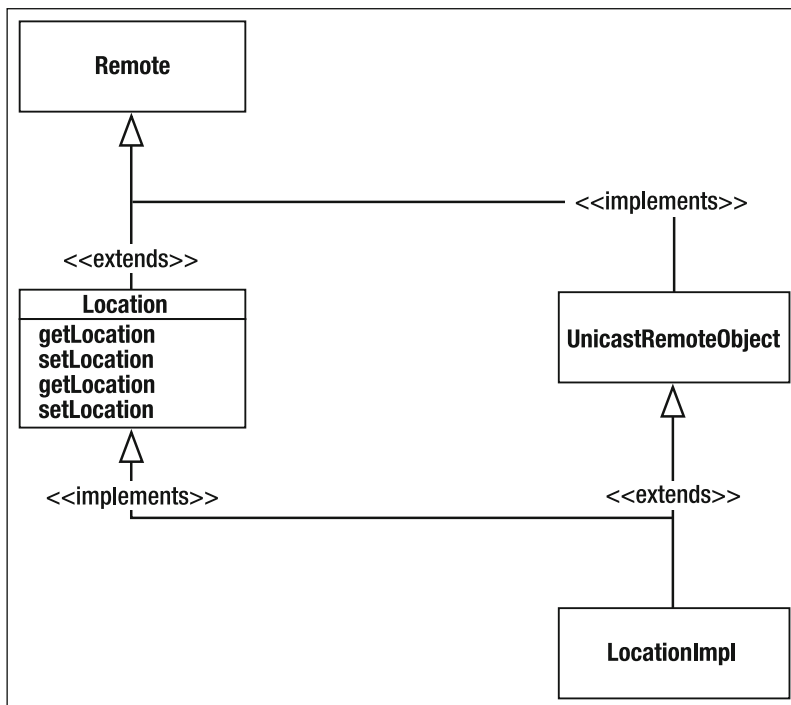 Remote
<<implements>>
<<extends>>
Location
getLocation
setLocation
getLocation
setLocation
UnicastRemoteObject
<<implements>>
<<extends>>
LocationImpl